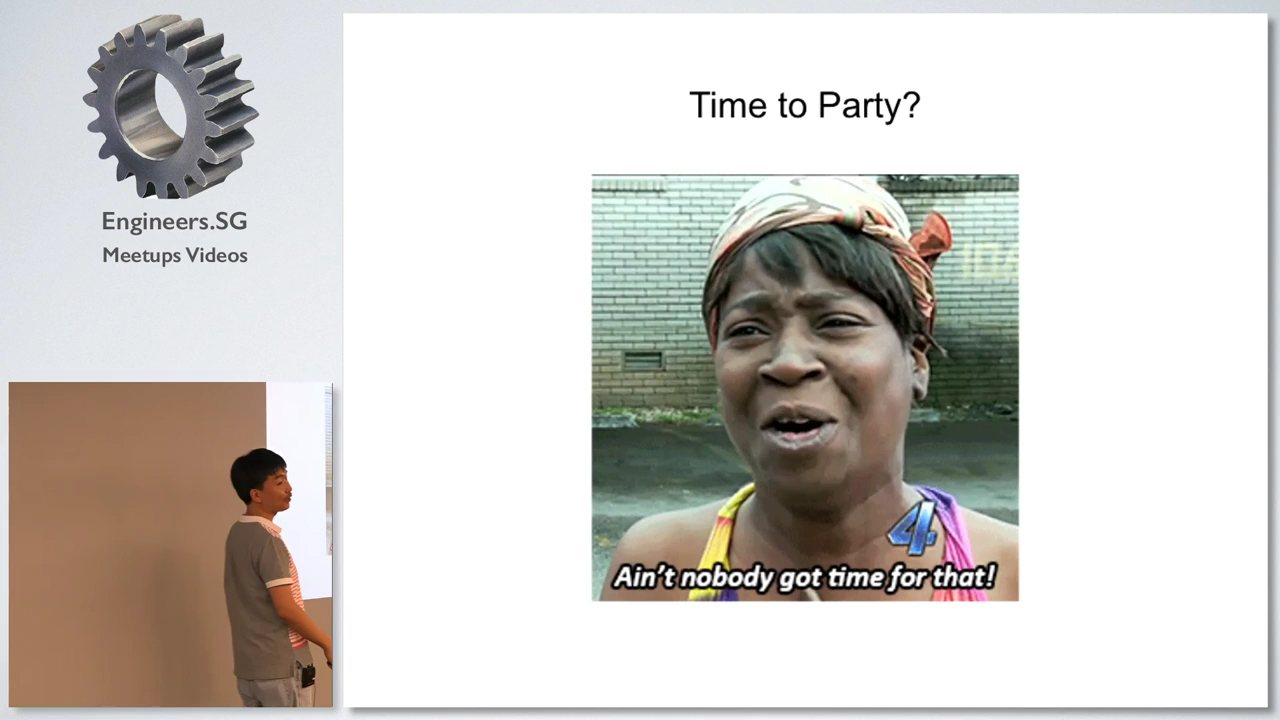 Engineers.SG
Meetups Videos
Time to Party?
4
Ain't nobody got time for that!